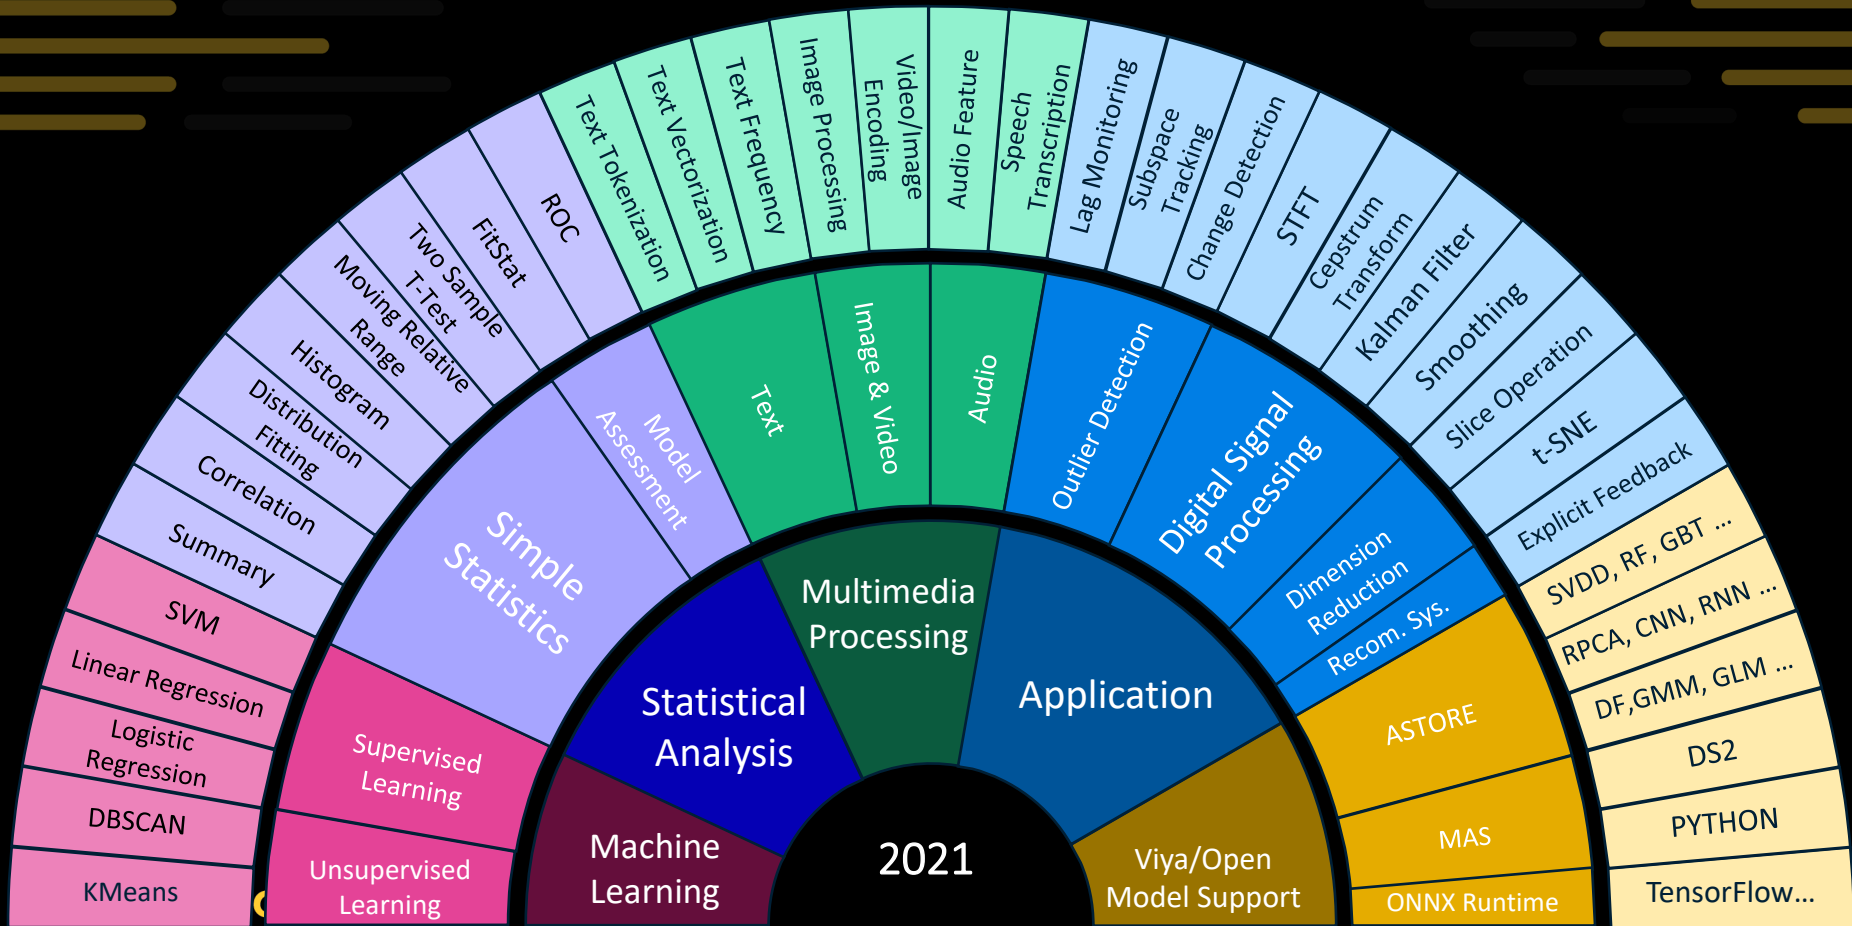 2021
Machine
Learning
Statistical
Analysis
Multimedia
Processing
Application
Viya/Open
Model Support
Unsupervised
Learning
Supervised
Learning
Simple
Statistics
Model
Assessment
Text
Image & Video
Audio
Outlier Detection
Digital Signal
Processing
Dimension
Reduction
Recom. Sys.
ASTORE
MAS
ONNX Runtime
KMeans
DBSCAN
Logistic
Regression
Linear Regression
SVM
Summary
Correlation
Distribution
Fitting
Histogram
Moving Relative
Range
Two Sample
T-Test
FitStat
ROC
Text Tokenization
Text Vectorization
Text Frequency
Image Processing
Video/Image
Encoding
Audio Feature
Speech
Transcription
Lag Monitoring
Subspace
Tracking
Change Detection
STFT
Cepstrum
Transform
Kalman Filter
Smoothing
Slice Operation
t-SNE
Explicit Feedback
SVDD, RF, GBT ...
RPCA, CNN, RNN ...
DF,GMM, GLM ...
DS2
PYTHON
TensorFlow...